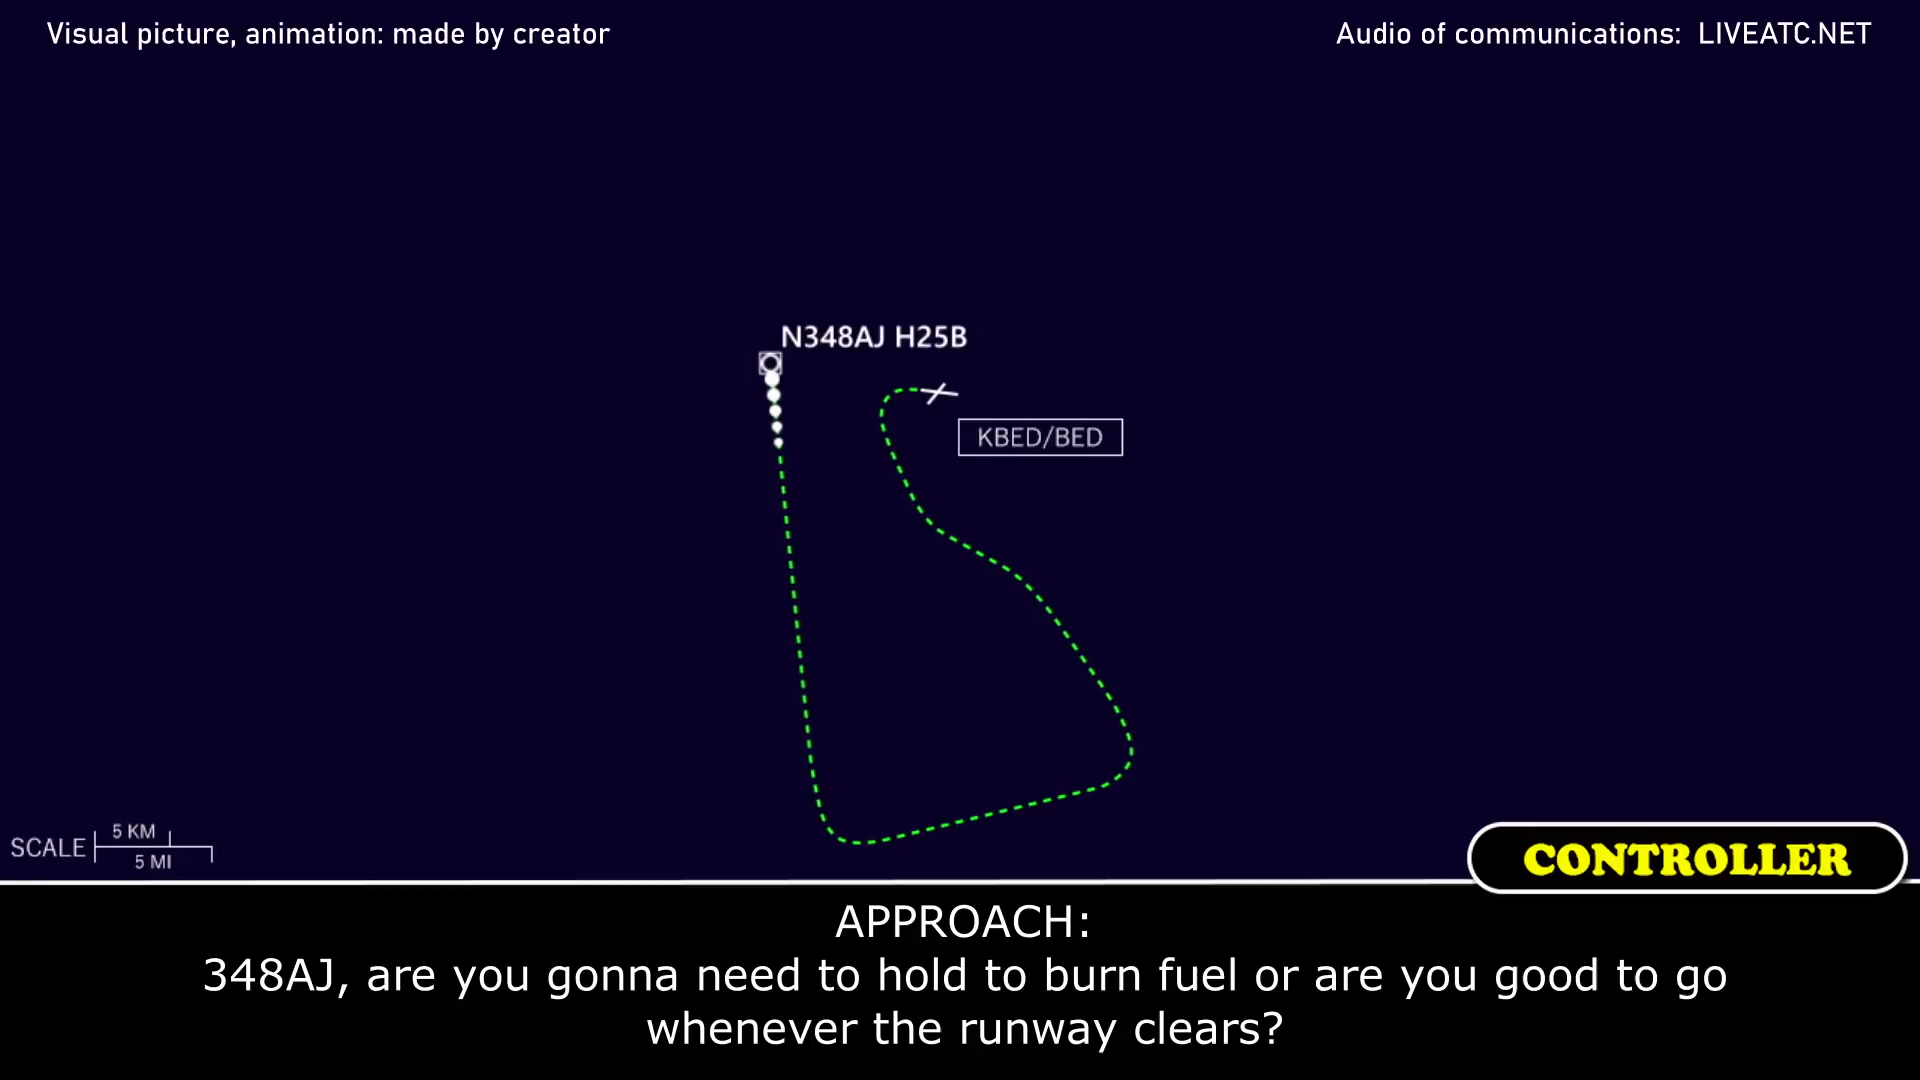 Visual picture, animation: made by creator
Audio of communications: LIVEATC.NET
N348AJ H25B
KBED/BED
SCALE
5 KM
5 MI
CONTROLLER
APPROACH:
348AJ, are you gonna need to hold to burn fuel or are you good to go
whenever the runway clears?